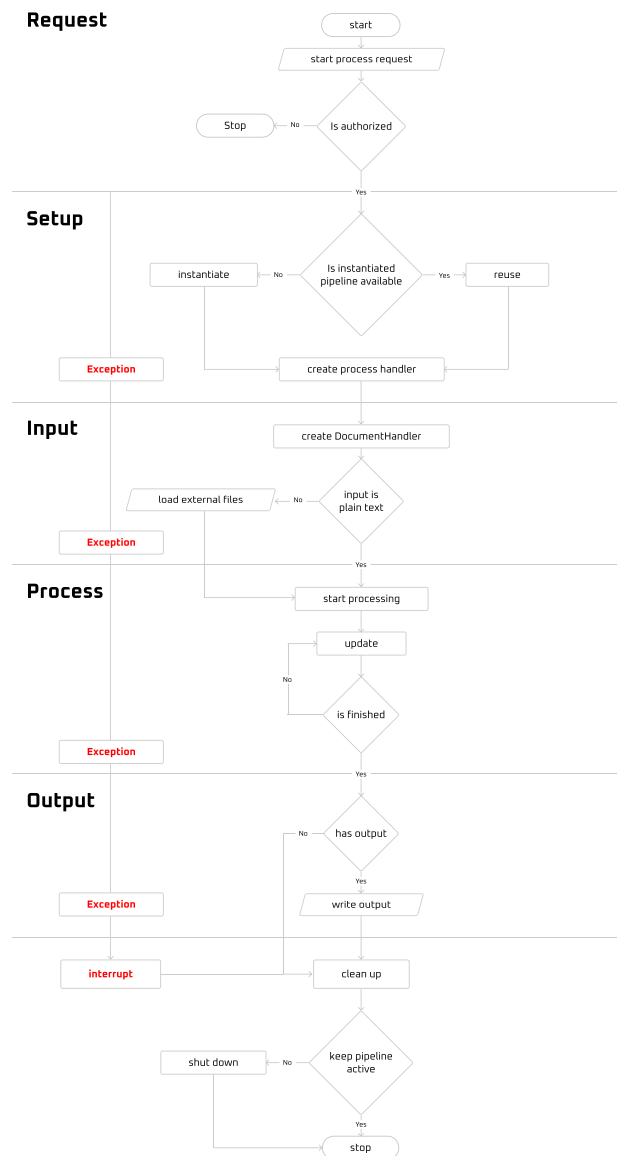 Request
start
start process request
Is authorized
No
Stop
Yes
Setup
Is instantiated
pipeline available
No
Yes
instantiate
reuse
Exception
create process handler
Input
create DocumentHandler
input is
plain text
No
load external files
Exception
Yes
Process
start processing
update
No
is finished
Exception
Yes
Output
has output
No
Yes
Exception
write output
interrupt
clean up
keep pipeline
active
No
shut down
Yes
stop